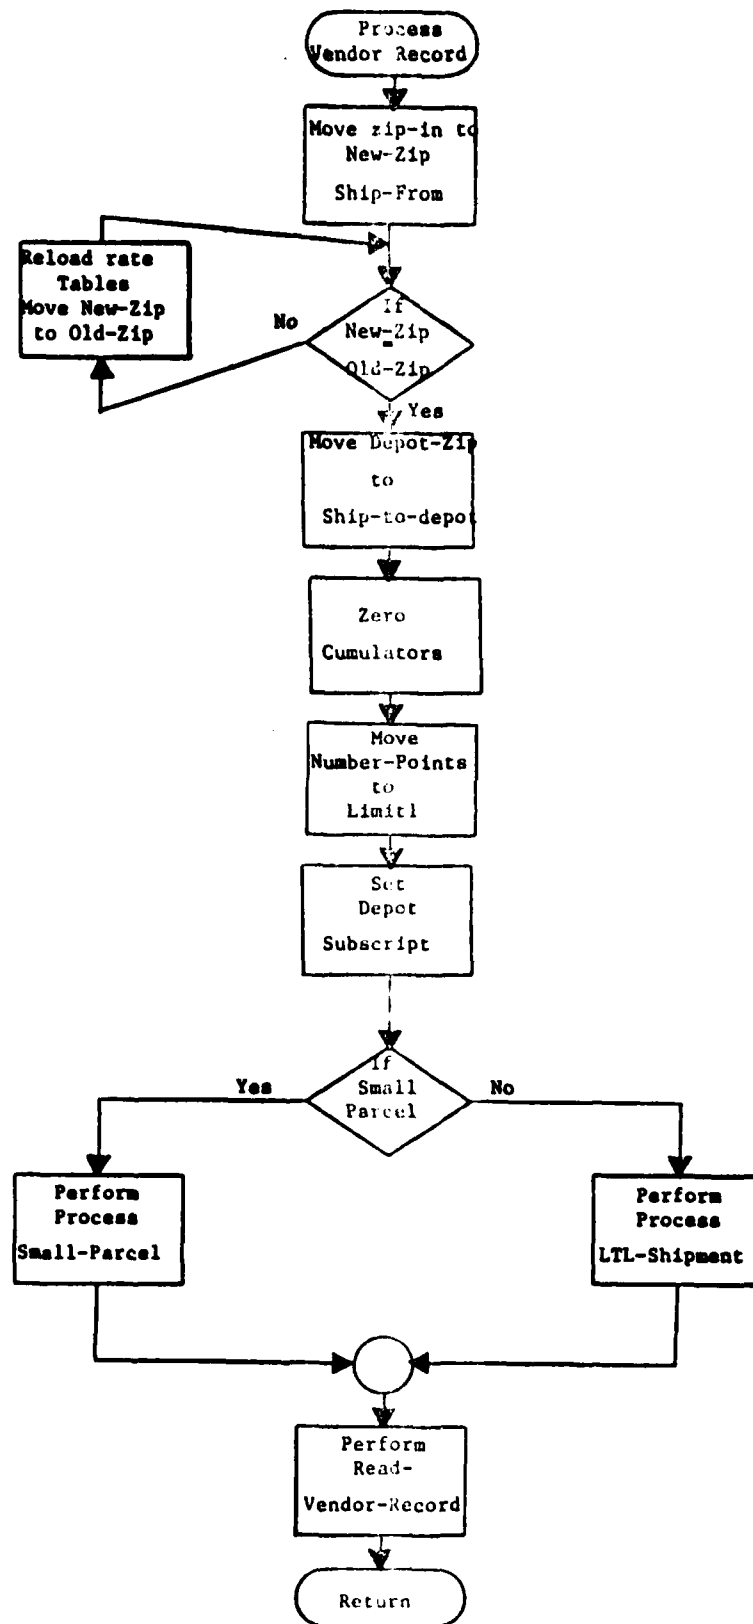 Process
Vendor Record
Move zip-in to
New-Zip
Ship-From
Reload rate
Tables
Move New-Zip
to Old-Zip
No
If
New-Zip
=
Old-Zip
Yes
Move Depot-Zip
to
Ship-to-depot
Zero
Cumulators
Move
Number-Points
to
Limit1
Set
Depot
Subscript
If
Small
Parcel
Yes
No
Perform
Process
Small-Parcel
Perform
Process
LTL-Shipment
Perform
Read-
Vendor-Record
Return